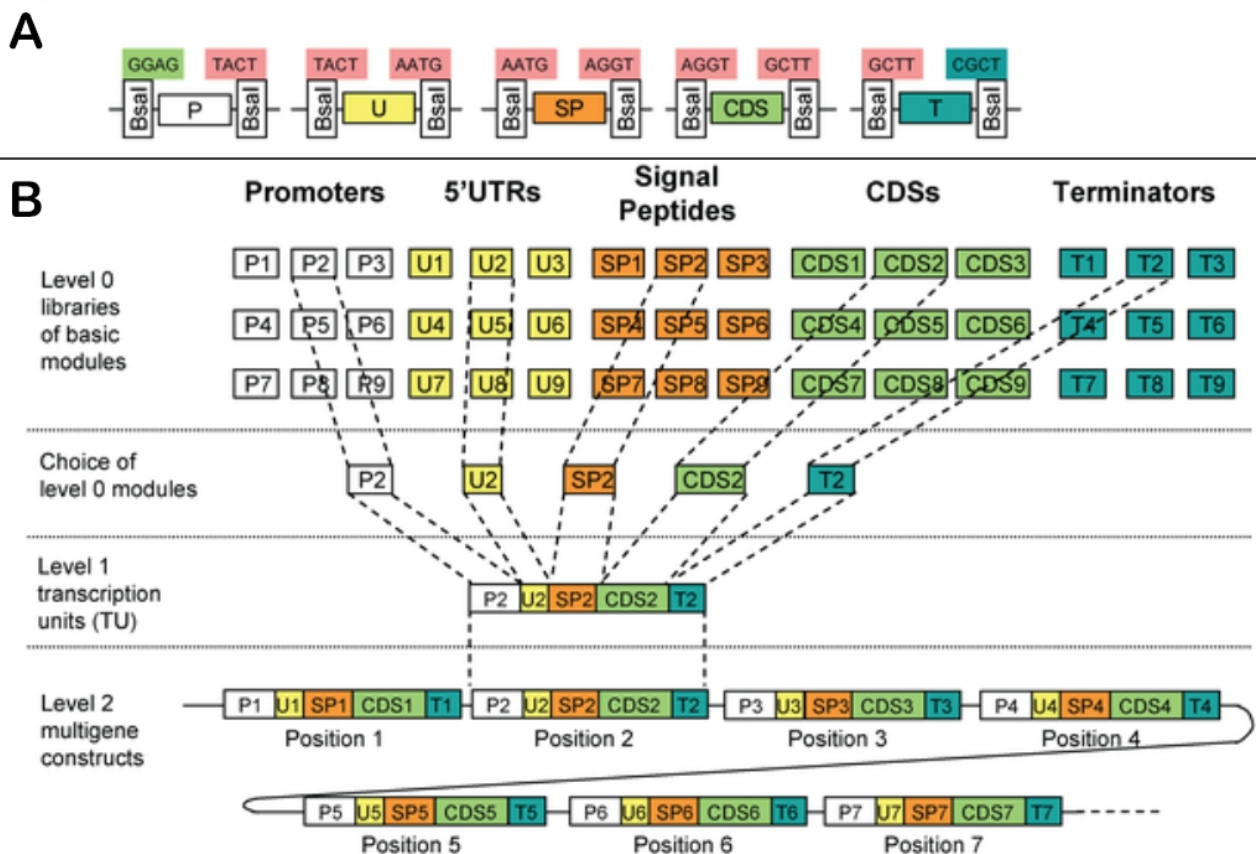 A
GGAG TACT TACT AATG AATG AGGT AGGT GCTT GCTT CGCT
BsaI P BsaI BsaI U BsaI BsaI SP BsaI BsaI CDS BsaI BsaI T BsaI
B
Promoters 5'UTRs Signal Peptides CDSs Terminators
Level 0
libraries
of basic
modules
P1 P2 P3 U1 U2 U3 SP1 SP2 SP3 CDS1 CDS2 CDS3 T1 T2 T3
P4 P5 P6 U4 U5 U6 SP4 SP5 SP6 CDS4 CDS5 CDS6 T4 T5 T6
P7 P8 P9 U7 U8 U9 SP7 SP8 SP9 CDS7 CDS8 CDS9 T7 T8 T9
Choice of
level 0 modules
P2 U2 SP2 CDS2 T2
Level 1
transcription
units (TU)
P2 U2 SP2 CDS2 T2
Level 2
multigene
constructs
P1 U1 SP1 CDS1 T1 P2 U2 SP2 CDS2 T2 P3 U3 SP3 CDS3 T3 P4 U4 SP4 CDS4 T4
Position 1 Position 2 Position 3 Position 4
P5 U5 SP5 CDS5 T5 P6 U6 SP6 CDS6 T6 P7 U7 SP7 CDS7 T7
Position 5 Position 6 Position 7